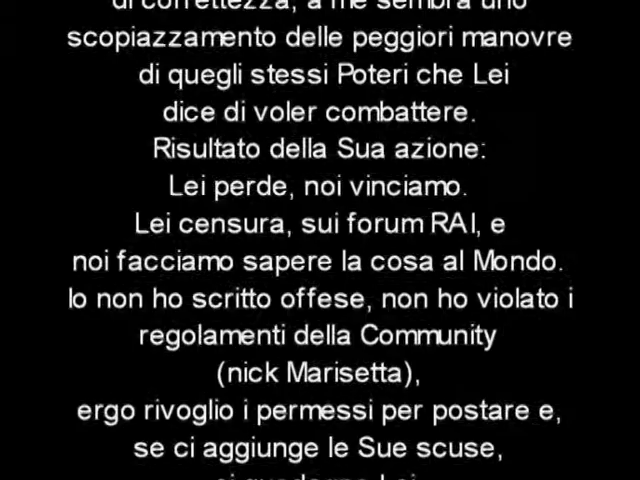 di correttezza, a me sembra uno
scopiazzamento delle peggiori manovre
di quegli stessi Poteri che Lei
dice di voler combattere.
Risultato della Sua azione:
Lei perde, noi vinciamo.
Lei censura, sui forum RAI, e
noi facciamo sapere la cosa al Mondo.
Io non ho scritto offese, non ho violato i
regolamenti della Community
(nick Marisetta),
ergo rivoglio i permessi per postare e,
se ci aggiunge le Sue scuse,
ci guadagna Lei